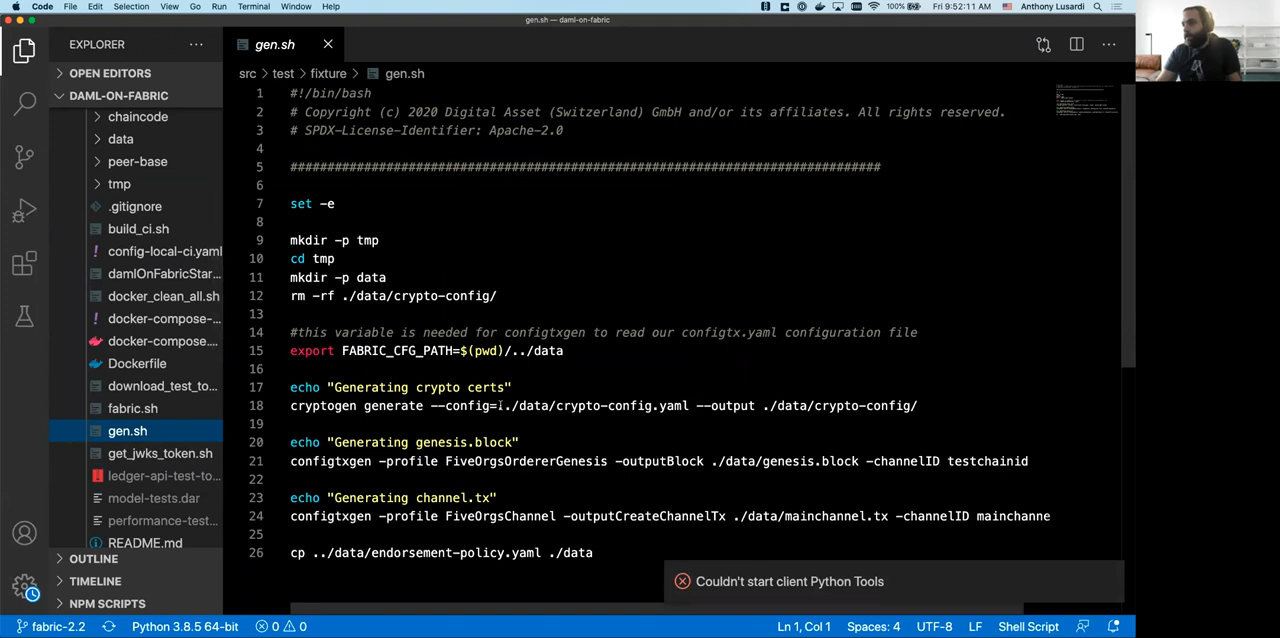 Code File Edit Selection View Go Run Terminal Window Help 100% Fri 9:52:11 AM Anthony Lusardi
gen.sh — daml-on-fabric
EXPLORER
gen.sh
OPEN EDITORS
src > test > fixture > gen.sh
DAML-ON-FABRIC
chaincode
data
peer-base
tmp
.gitignore
build_ci.sh
config-local-ci.yaml
damlOnFabricStar...
docker_clean_all.sh
docker-compose-...
docker-compose....
Dockerfile
download_test_to...
fabric.sh
gen.sh
get_jwks_token.sh
ledger-api-test-to...
model-tests.dar
performance-test...
README.md
OUTLINE
TIMELINE
NPM SCRIPTS
1 #!/bin/bash
2 # Copyright (c) 2020 Digital Asset (Switzerland) GmbH and/or its affiliates. All rights reserved.
3 # SPDX-License-Identifier: Apache-2.0
4
5 ################################################################################
6
7 set -e
8
9 mkdir -p tmp
10 cd tmp
11 mkdir -p data
12 rm -rf ./data/crypto-config/
13
14 #this variable is needed for configtxgen to read our configtx.yaml configuration file
15 export FABRIC_CFG_PATH=$(pwd)/../data
16
17 echo "Generating crypto certs"
18 cryptogen generate --config=../data/crypto-config.yaml --output ./data/crypto-config/
19
20 echo "Generating genesis.block"
21 configtxgen -profile FiveOrgsOrdererGenesis -outputBlock ./data/genesis.block -channelID testchainid
22
23 echo "Generating channel.tx"
24 configtxgen -profile FiveOrgsChannel -outputCreateChannelTx ./data/mainchannel.tx -channelID mainchanne
25
26 cp ../data/endorsement-policy.yaml ./data
Couldn't start client Python Tools
fabric-2.2 Python 3.8.5 64-bit 0 0 Ln 1, Col 1 Spaces: 4 UTF-8 LF Shell Script